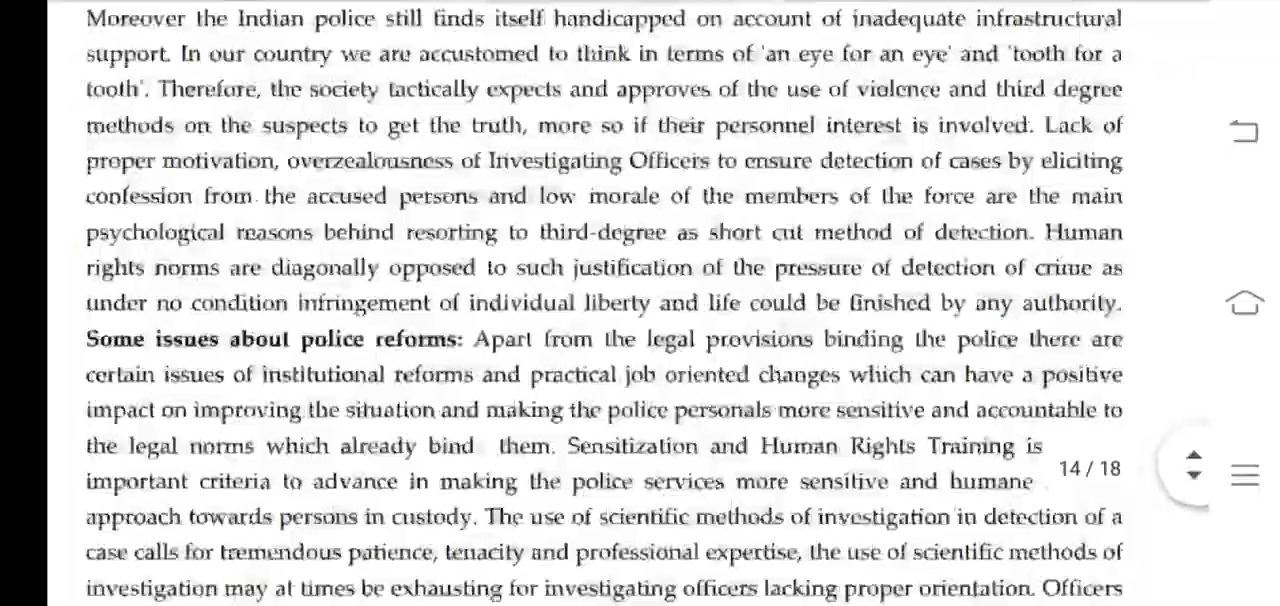 Moreover the Indian police still finds itself handicapped on account of inadequate infrastructural
support. In our country we are accustomed to think in terms of 'an eye for an eye' and 'tooth for a
tooth'. Therefore, the society tactically expects and approves of the use of violence and third degree
methods on the suspects to get the truth, more so if their personnel interest is involved. Lack of
proper motivation, overzealousness of Investigating Officers to ensure detection of cases by eliciting
confession from the accused persons and low morale of the members of the force are the main
psychological reasons behind resorting to third-degree as short cut method of detection. Human
rights norms are diagonally opposed to such justification of the pressure of detection of crime as
under no condition infringement of individual liberty and life could be finished by any authority.
Some issues about police reforms: Apart from the legal provisions binding the police there are
certain issues of institutional reforms and practical job oriented changes which can have a positive
impact on improving the situation and making the police personals more sensitive and accountable to
the legal norms which already bind them. Sensitization and Human Rights Training is
14 / 18
important criteria to advance in making the police services more sensitive and humane
approach towards persons in custody. The use of scientific methods of investigation in detection of a
case calls for tremendous patience, tenacity and professional expertise, the use of scientific methods of
investigation may at times be exhausting for investigating officers lacking proper orientation. Officers